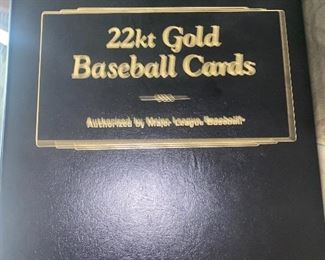 22kt Gold
Baseball Cards
Authorized by Major League Baseball